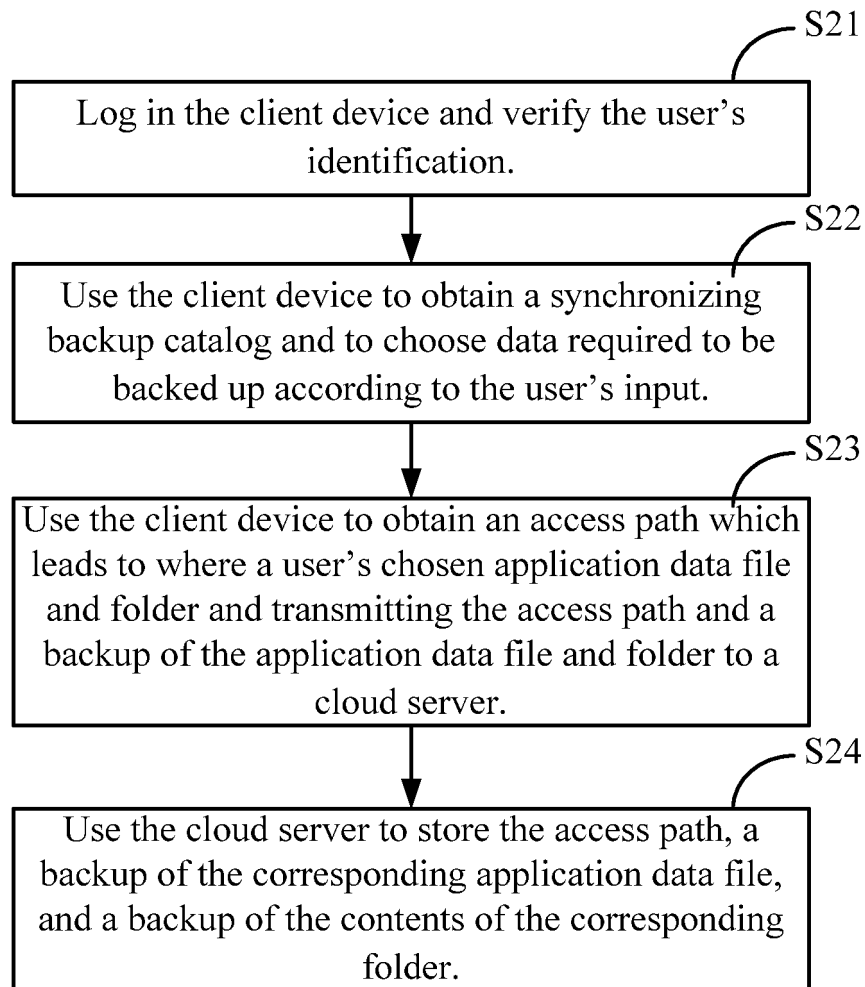 S21
Log in the client device and verify the user's
identification.
S22
Use the client device to obtain a synchronizing
backup catalog and to choose data required to be
backed up according to the user's input.
S23
Use the client device to obtain an access path which
leads to where a user's chosen application data file
and folder and transmitting the access path and a
backup of the application data file and folder to a
cloud server.
S24
Use the cloud server to store the access path, a
backup of the corresponding application data file,
and a backup of the contents of the corresponding
folder.